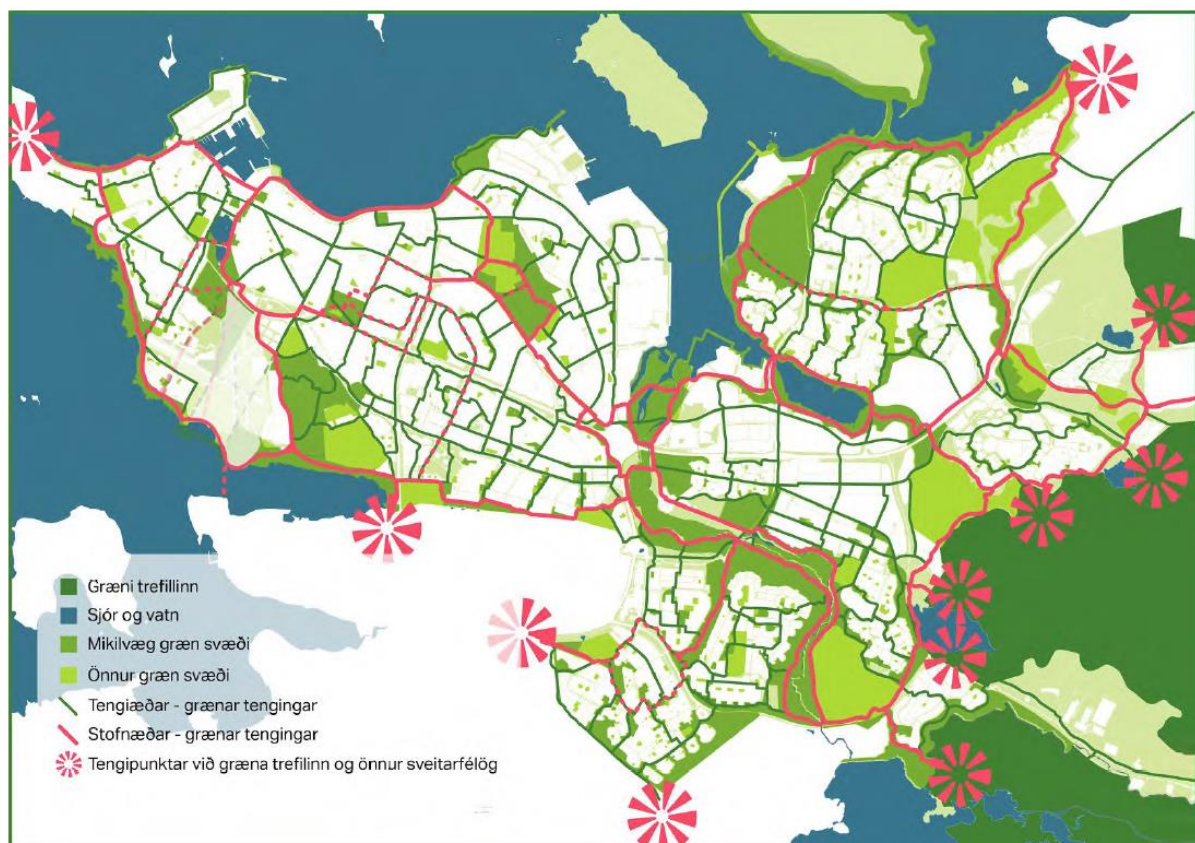 Græni trefillinn
Sjór og vatn
Mikilvæg græn svæði
Önnur græn svæði
Tengiæðar - grænar tengingar
Stofnæðar - grænar tengingar
Tengipunktar við græna trefilinn og önnur sveitarfélög